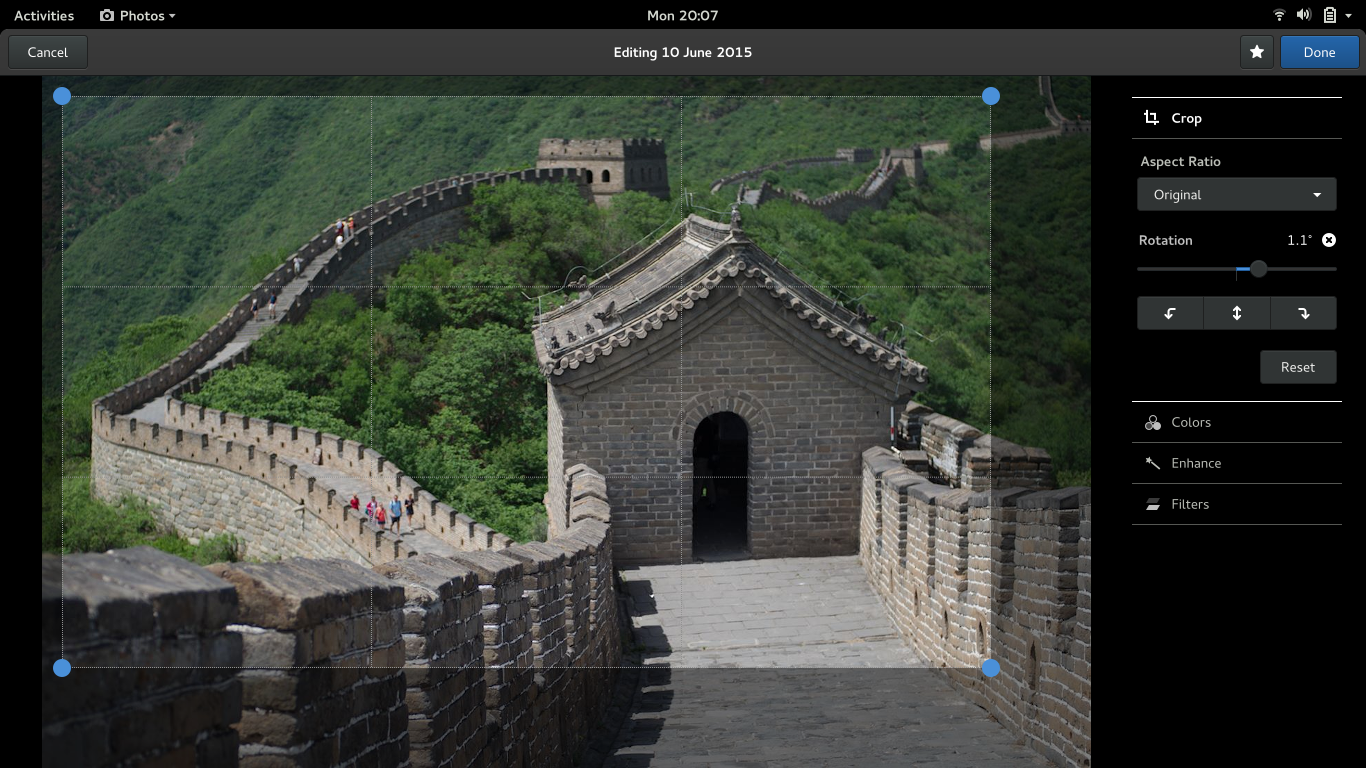 Activities Photos Mon 20:07
Cancel Editing 10 June 2015 Done
Crop
Aspect Ratio
Original
Rotation 1.1°
Reset
Colors
Enhance
Filters